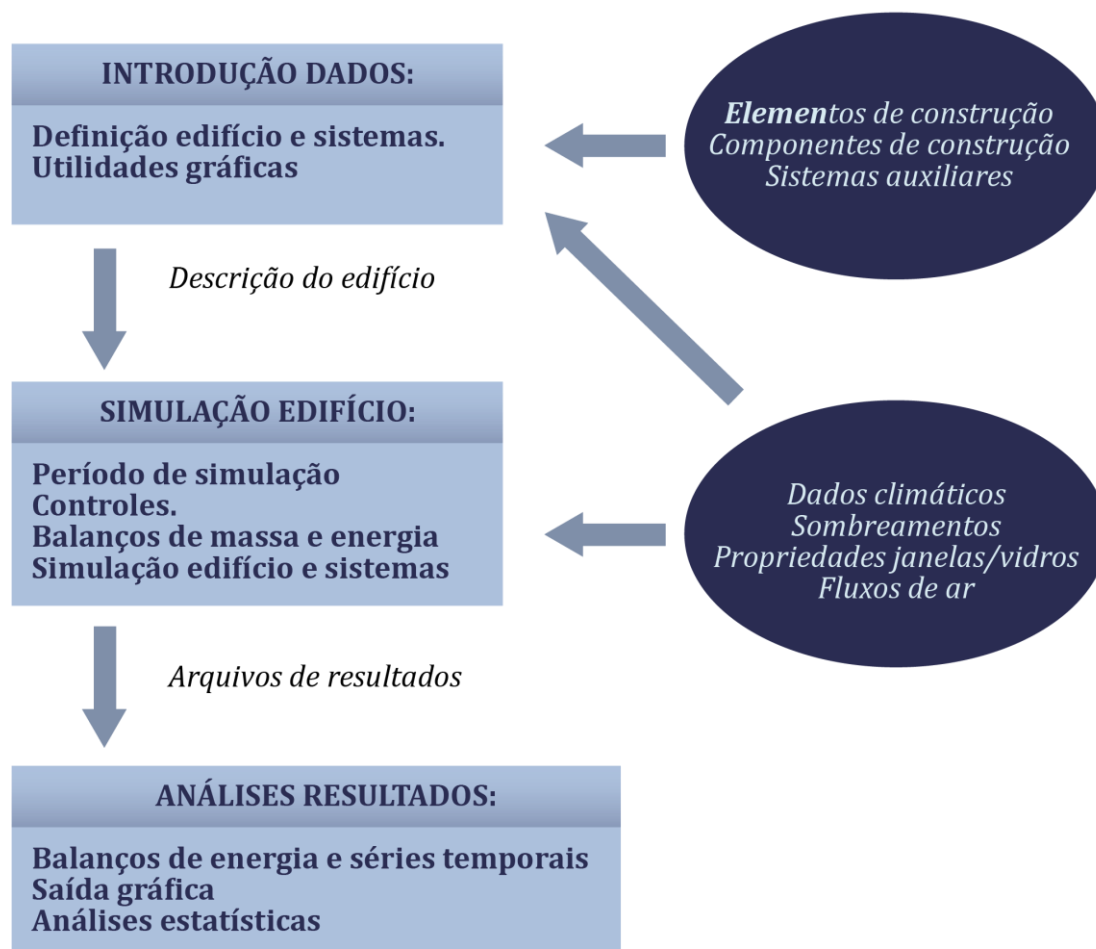 INTRODUÇÃO DADOS:
Definição edifício e sistemas.
Utilidades gráficas
Elementos de construção
Componentes de construção
Sistemas auxiliares
Descrição do edifício
SIMULAÇÃO EDIFÍCIO:
Período de simulação
Controles.
Balanços de massa e energia
Simulação edifício e sistemas
Dados climáticos
Sombreamentos
Propriedades janelas/vidros
Fluxos de ar
Arquivos de resultados
ANÁLISES RESULTADOS:
Balanços de energia e séries temporais
Saída gráfica
Análises estatísticas